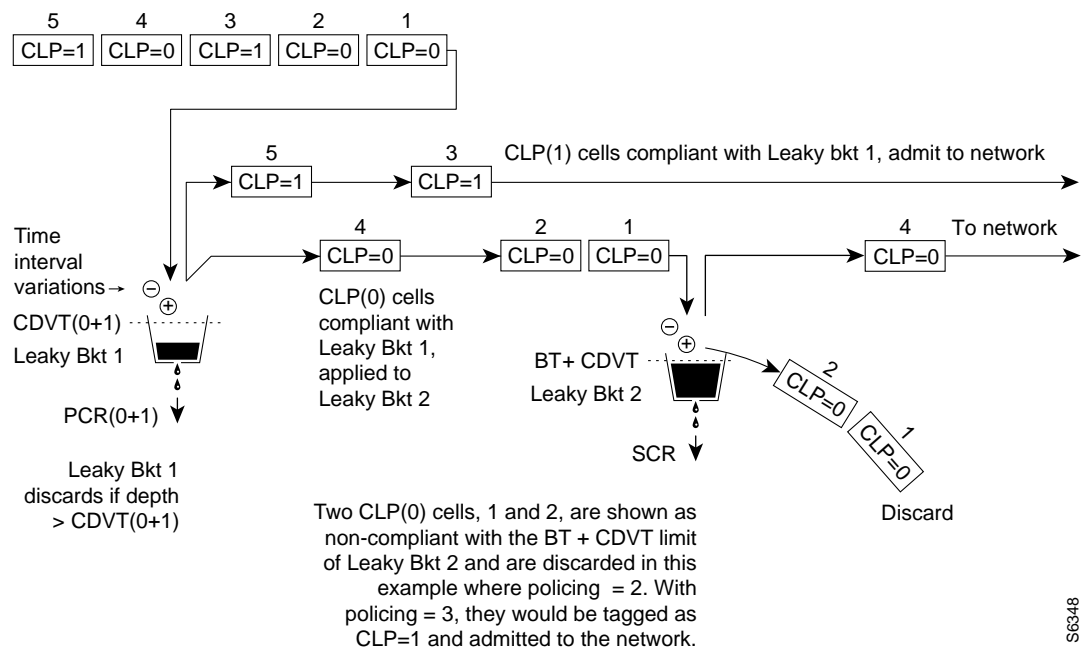 5 4 3 2 1
CLP=1 CLP=0 CLP=1 CLP=0 CLP=0
5 3
CLP(1) cells compliant with Leaky bkt 1, admit to network
CLP=1 CLP=1
4 2 1 4
To network
CLP=0 CLP=0 CLP=0 CLP=0
Time
interval
variations
CDVT(0+1)
Leaky Bkt 1
PCR(0+1)
Leaky Bkt 1
discards if depth
> CDVT(0+1)
CLP(0) cells
compliant with
Leaky Bkt 1,
applied to
Leaky Bkt 2
BT+ CDVT
Leaky Bkt 2
SCR
2
CLP=0
1
CLP=0
Discard
Two CLP(0) cells, 1 and 2, are shown as
non-compliant with the BT + CDVT limit
of Leaky Bkt 2 and are discarded in this
example where policing = 2. With
policing = 3, they would be tagged as
CLP=1 and admitted to the network.
S6348